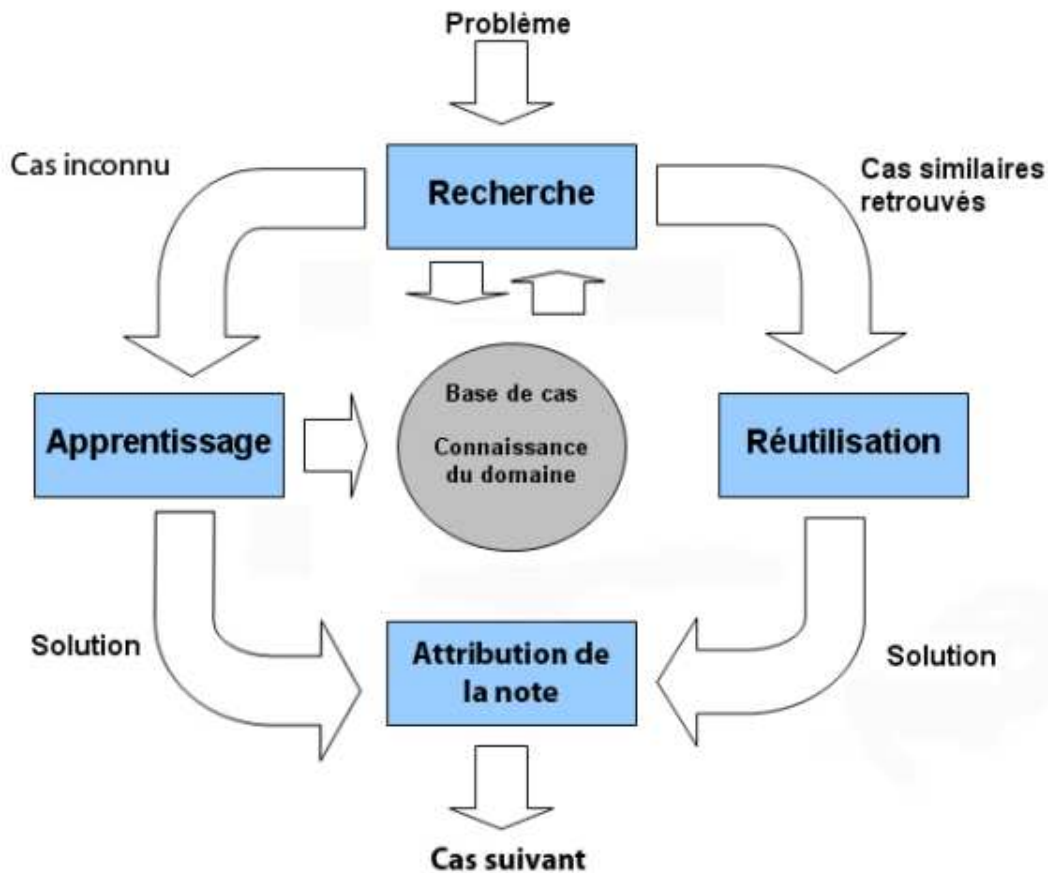 Problème
Cas inconnu
Recherche
Cas similaires
retrouvés
Base de cas
Connaissance
du domaine
Apprentissage
Réutilisation
Solution
Attribution de
la note
Solution
Cas suivant